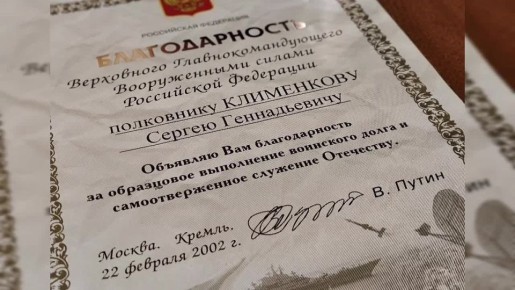 РОССИЙСКАЯ ФЕДЕРАЦИЯ
БЛАГОДАРНОСТЬ
Верховного Главнокомандующего
Вооруженными силами
Российской Федерации
полковнику КЛИМЕНКОВУ
Сергею Геннадьевичу
Объявляю Вам благодарность
за образцовое выполнение воинского долга и
самоотверженное служение Отечеству.
В. Путин
Москва. Кремль.
22 февраля 2002 г.